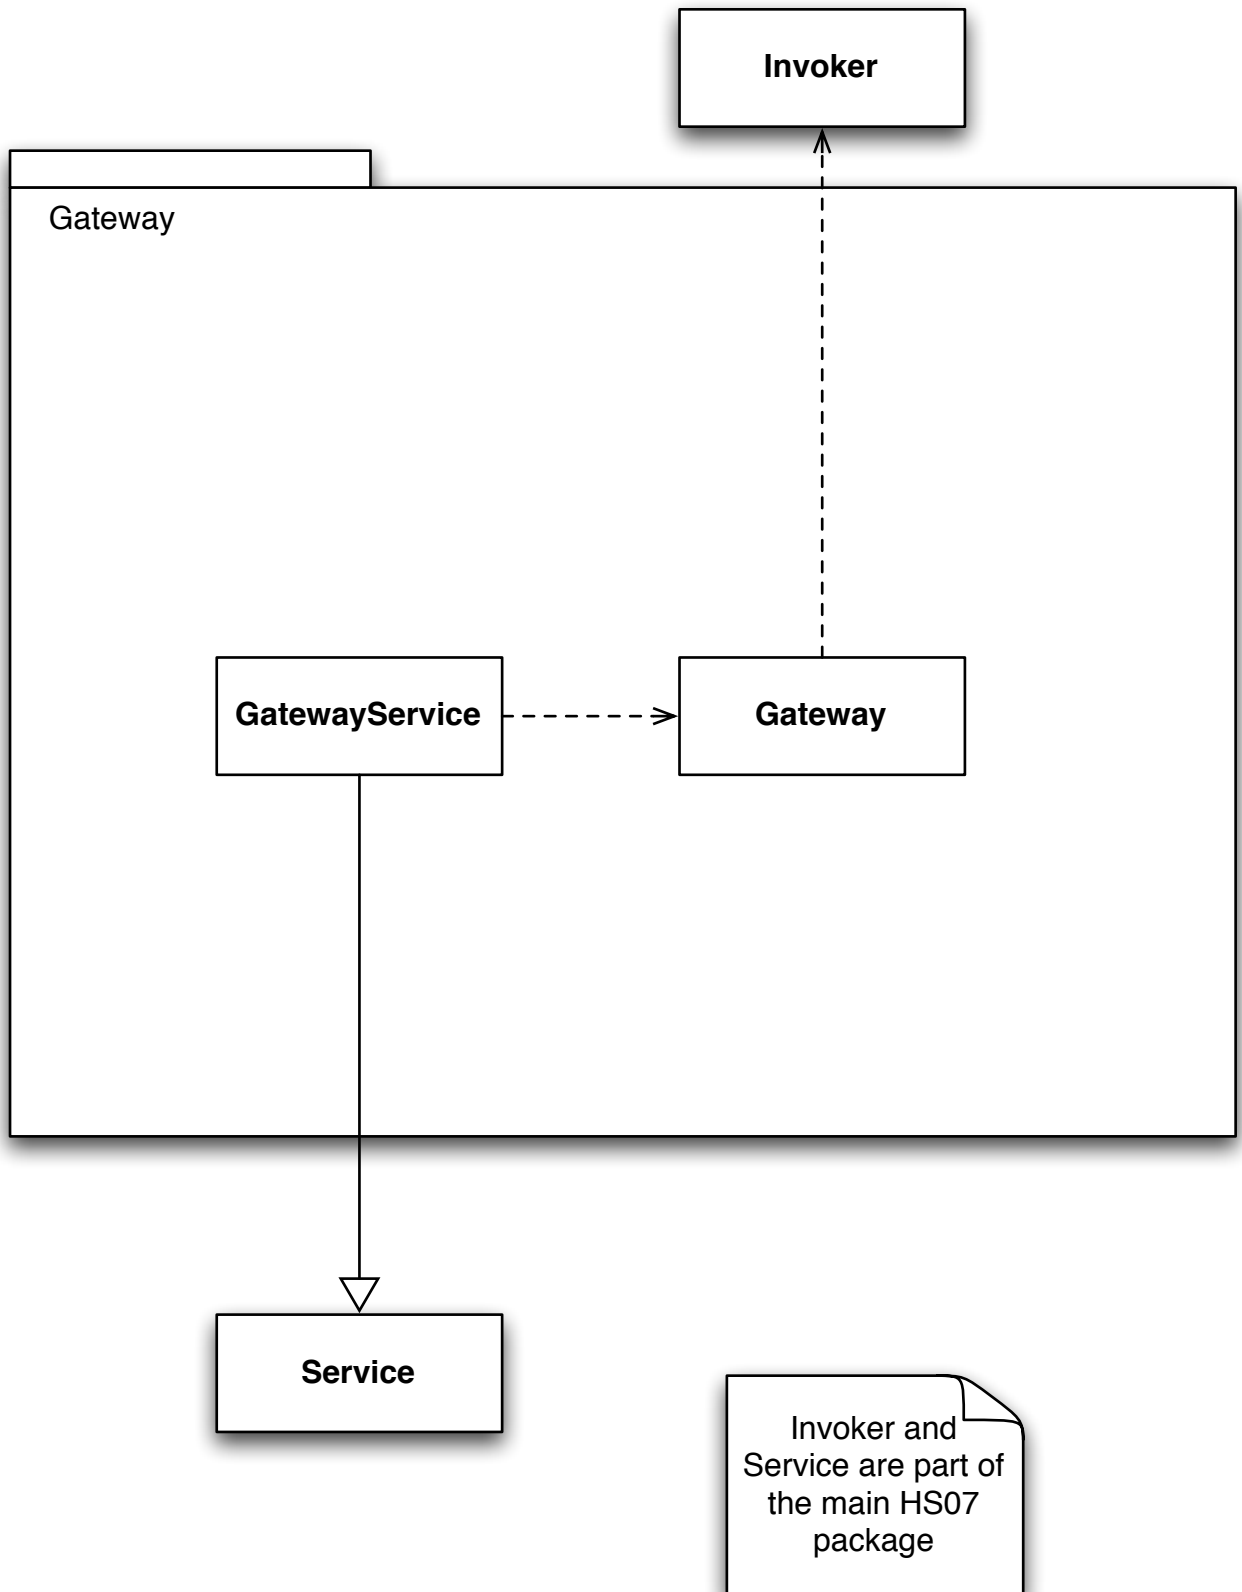 Invoker
Gateway
GatewayService
Gateway
Service
Invoker and
Service are part of
the main HS07
package